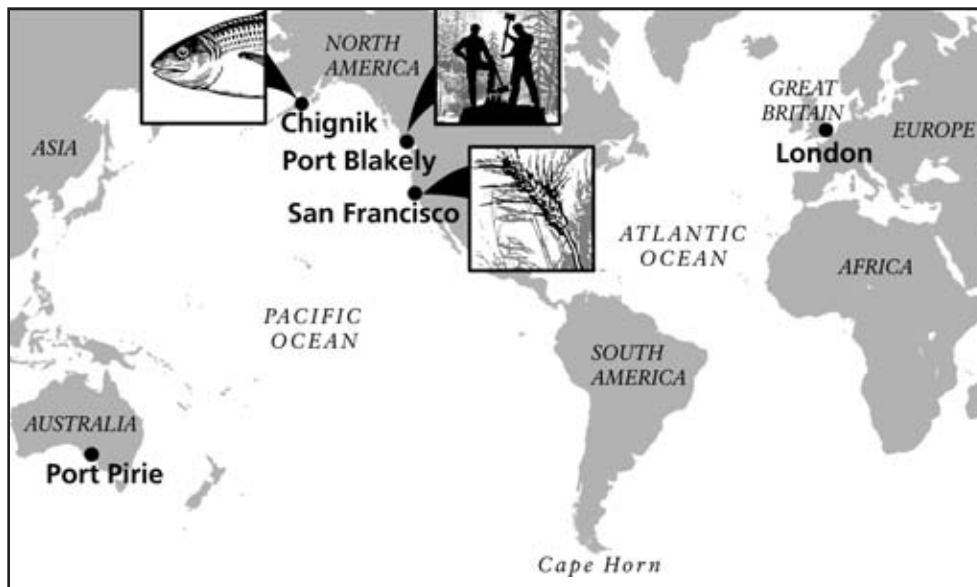 NORTH
AMERICA
GREAT
BRITAIN
EUROPE
ASIA
Chignik
Port Blakely
London
San Francisco
ATLANTIC
OCEAN
AFRICA
PACIFIC
OCEAN
SOUTH
AMERICA
AUSTRALIA
Port Pirie
Cape Horn